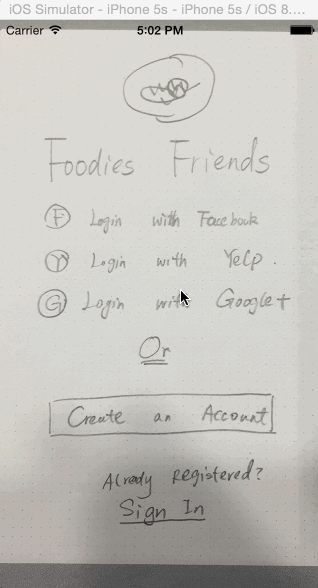 iOS Simulator - iPhone 5s - iPhone 5s / iOS 8....
Carrier 5:02 PM
Foodies Friends
F Login with Facebook
Y Login with Yelp.
G Login with Google+
Or
Create an Account
Already Registered?
Sign In